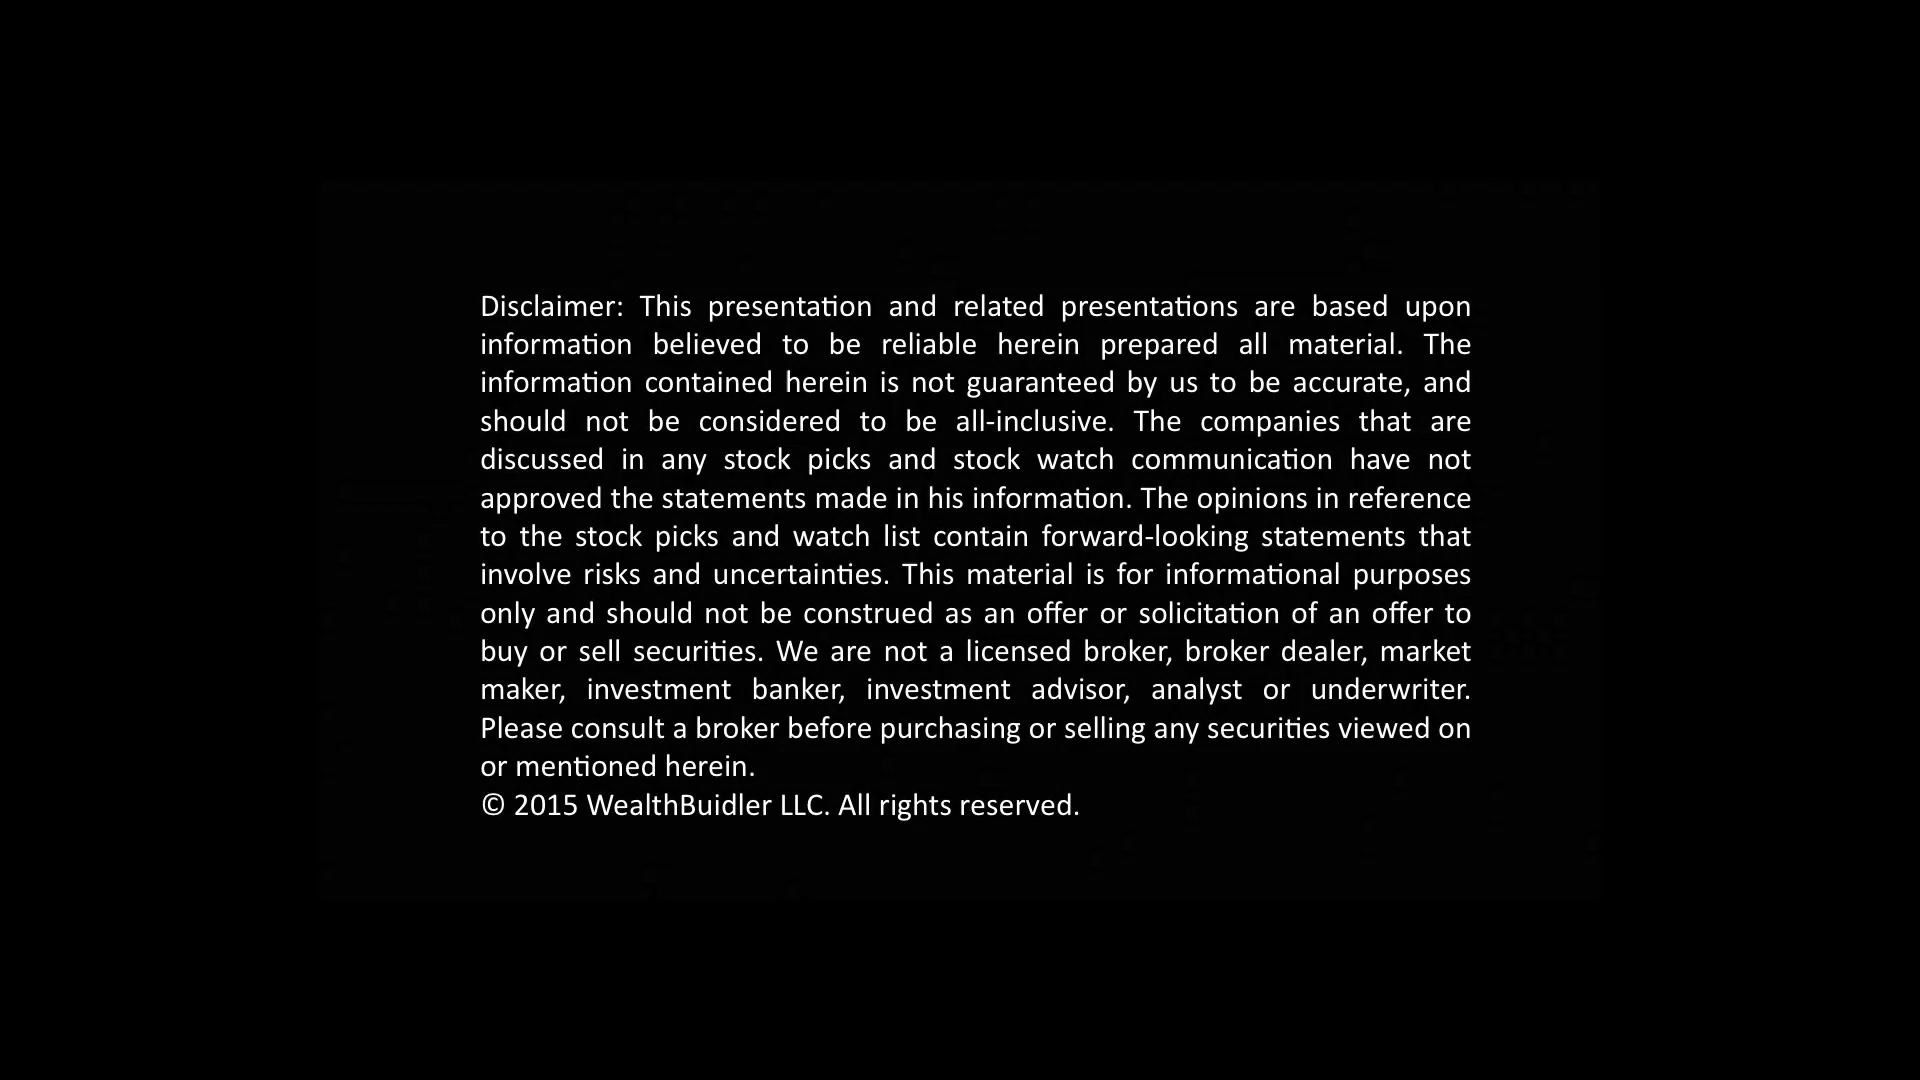 Disclaimer: This presentation and related presentations are based upon
information believed to be reliable herein prepared all material. The
information contained herein is not guaranteed by us to be accurate, and
should not be considered to be all-inclusive. The companies that are
discussed in any stock picks and stock watch communication have not
approved the statements made in his information. The opinions in reference
to the stock picks and watch list contain forward-looking statements that
involve risks and uncertainties. This material is for informational purposes
only and should not be construed as an offer or solicitation of an offer to
buy or sell securities. We are not a licensed broker, broker dealer, market
maker, investment banker, investment advisor, analyst or underwriter.
Please consult a broker before purchasing or selling any securities viewed on
or mentioned herein.
© 2015 WealthBuidler LLC. All rights reserved.